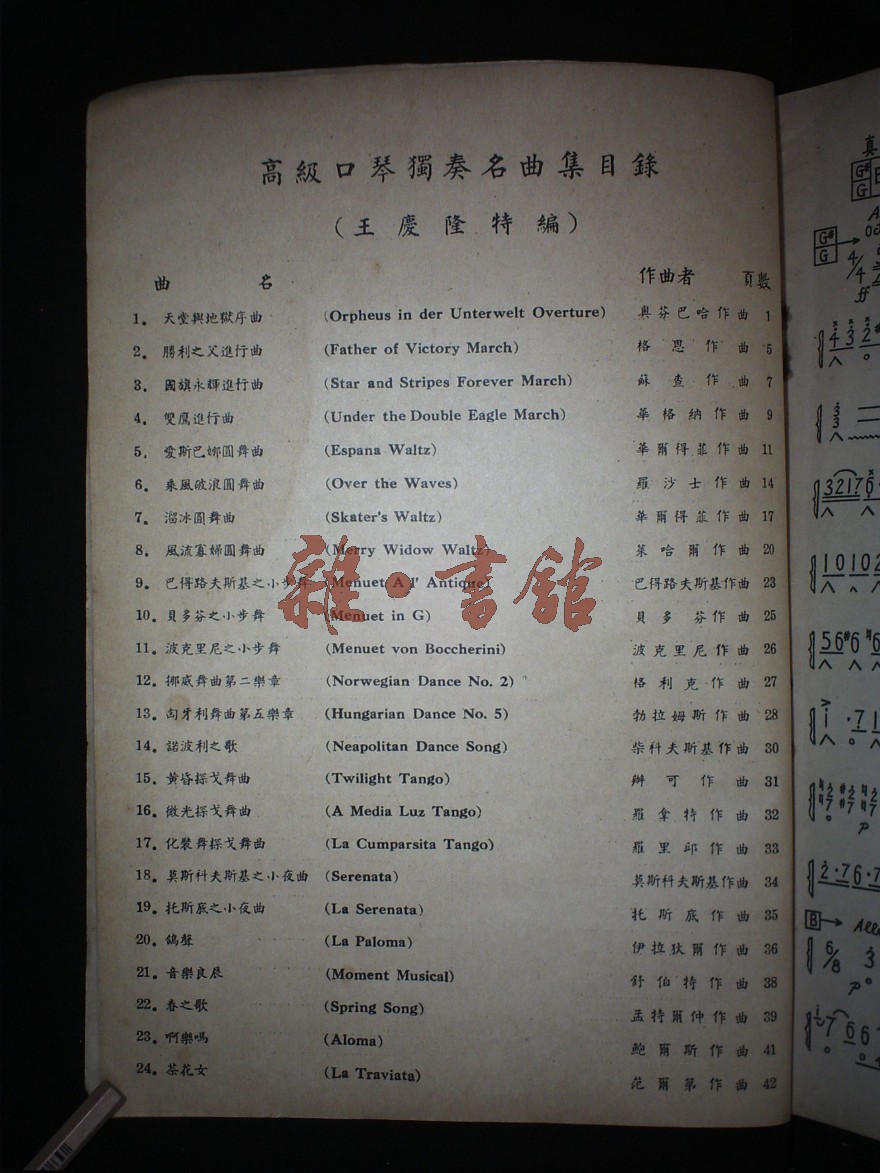 高級口琴獨奏名曲集目錄
(王慶隆特編)
曲名 作曲者 頁數
1. 天堂與地獄序曲 (Orpheus in der Unterwelt Overture) 奧芬巴哈作曲 1
2. 勝利之父進行曲 (Father of Victory March) 格恩作曲 5
3. 國旗永輝進行曲 (Star and Stripes Forever March) 蘇查作曲 7
4. 雙鷹進行曲 (Under the Double Eagle March) 華格納作曲 9
5. 愛斯巴娜圓舞曲 (Espana Waltz) 華爾得菲作曲 11
6. 乘風破浪圓舞曲 (Over the Waves) 羅沙士作曲 14
7. 溜冰圓舞曲 (Skater's Waltz) 華爾得菲作曲 17
8. 風流寡婦圓舞曲 (Merry Widow Waltz) 萊哈爾作曲 20
9. 巴得路夫斯基之小步舞 (Menuet A l' Antique) 巴得路夫斯基作曲 23
10. 貝多芬之小步舞 (Menuet in G) 貝多芬作曲 25
11. 波克里尼之小步舞 (Menuet von Boccherini) 波克里尼作曲 26
12. 挪威舞曲第二樂章 (Norwegian Dance No. 2) 格利克作曲 27
13. 匈牙利舞曲第五樂章 (Hungarian Dance No. 5) 勃拉姆斯作曲 28
14. 諾波利之歌 (Neapolitan Dance Song) 柴科夫斯基作曲 30
15. 黃昏探戈舞曲 (Twilight Tango) 辦可作曲 31
16. 微光探戈舞曲 (A Media Luz Tango) 羅拿特作曲 32
17. 化裝舞探戈舞曲 (La Cumparsita Tango) 羅里邱作曲 33
18. 莫斯科夫斯基之小夜曲 (Serenata) 莫斯科夫斯基作曲 34
19. 托斯底之小夜曲 (La Serenata) 托斯底作曲 35
20. 鴿聲 (La Paloma) 伊拉狄爾作曲 36
21. 音樂良辰 (Moment Musical) 舒伯特作曲 38
22. 春之歌 (Spring Song) 孟特爾仲作曲 39
23. 啊樂嗎 (Aloma) 鮑爾斯作曲 41
24. 茶花女 (La Traviata) 范爾第作曲 42
雜·書舘
真
G#
G
G#
G
4/4
ff
3217
10102
B
6/8
p